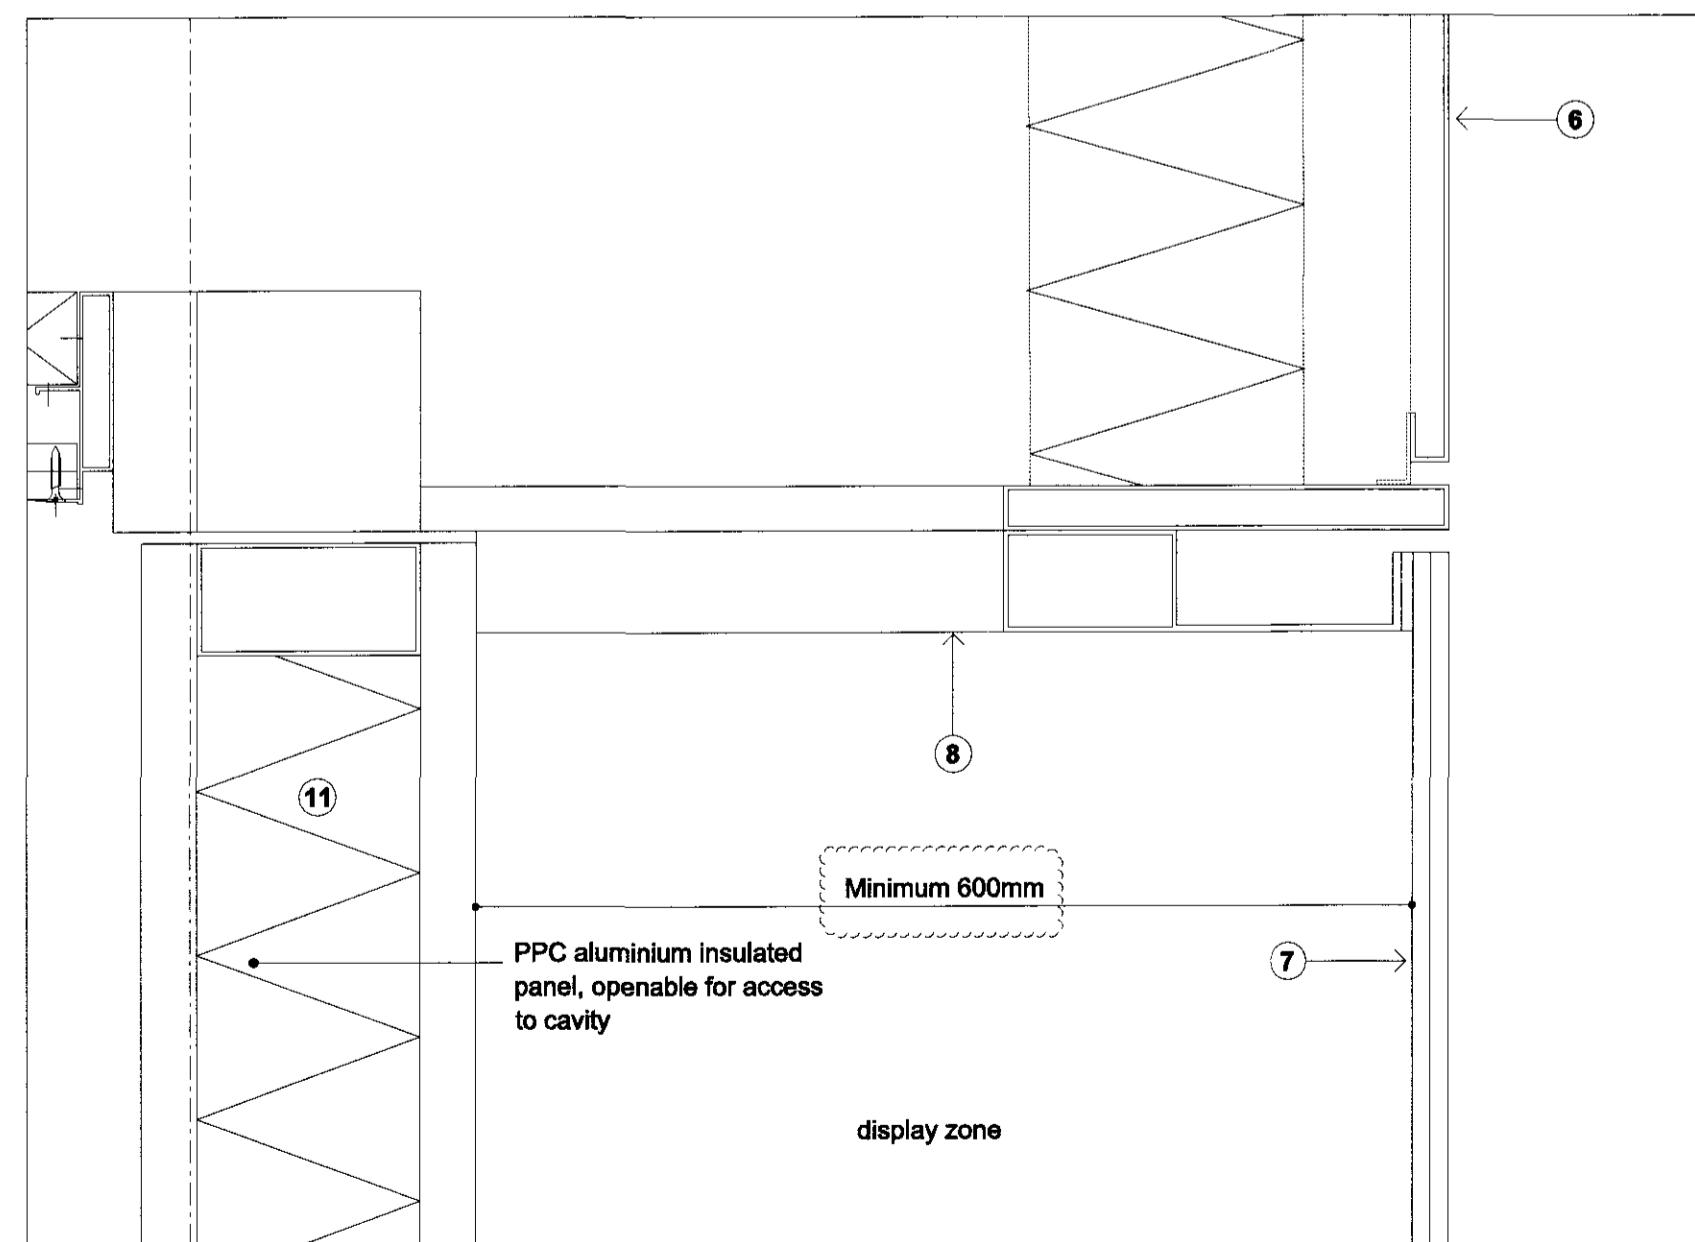 6
8
11
Minimum 600mm
PPC aluminium insulated
panel, openable for access
to cavity
7
display zone